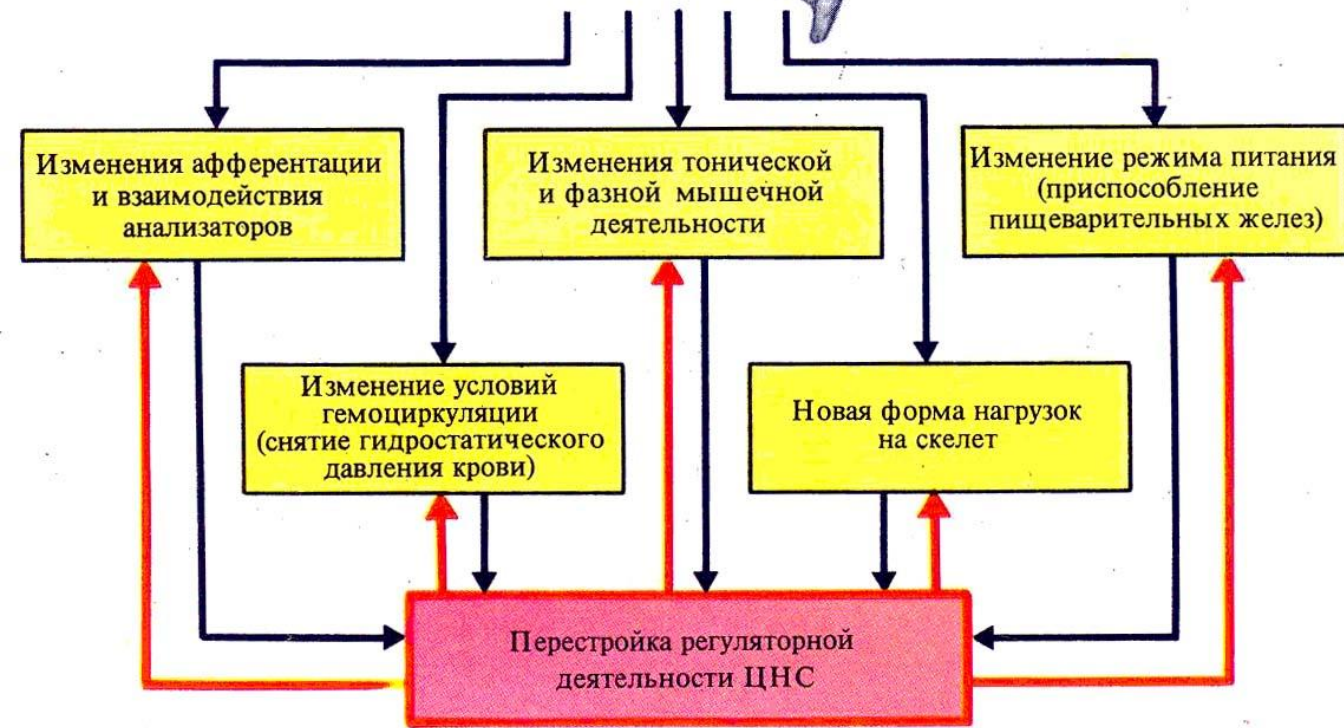 Изменения афферентации
и взаимодействия
анализаторов
Изменения тонической
и фазной мышечной
деятельности
Изменение режима питания
(приспособление
пищеварительных желез)
Изменение условий
гемоциркуляции
(снятие гидростатического
давления крови)
Новая форма нагрузок
на скелет
Перестройка регуляторной
деятельности ЦНС